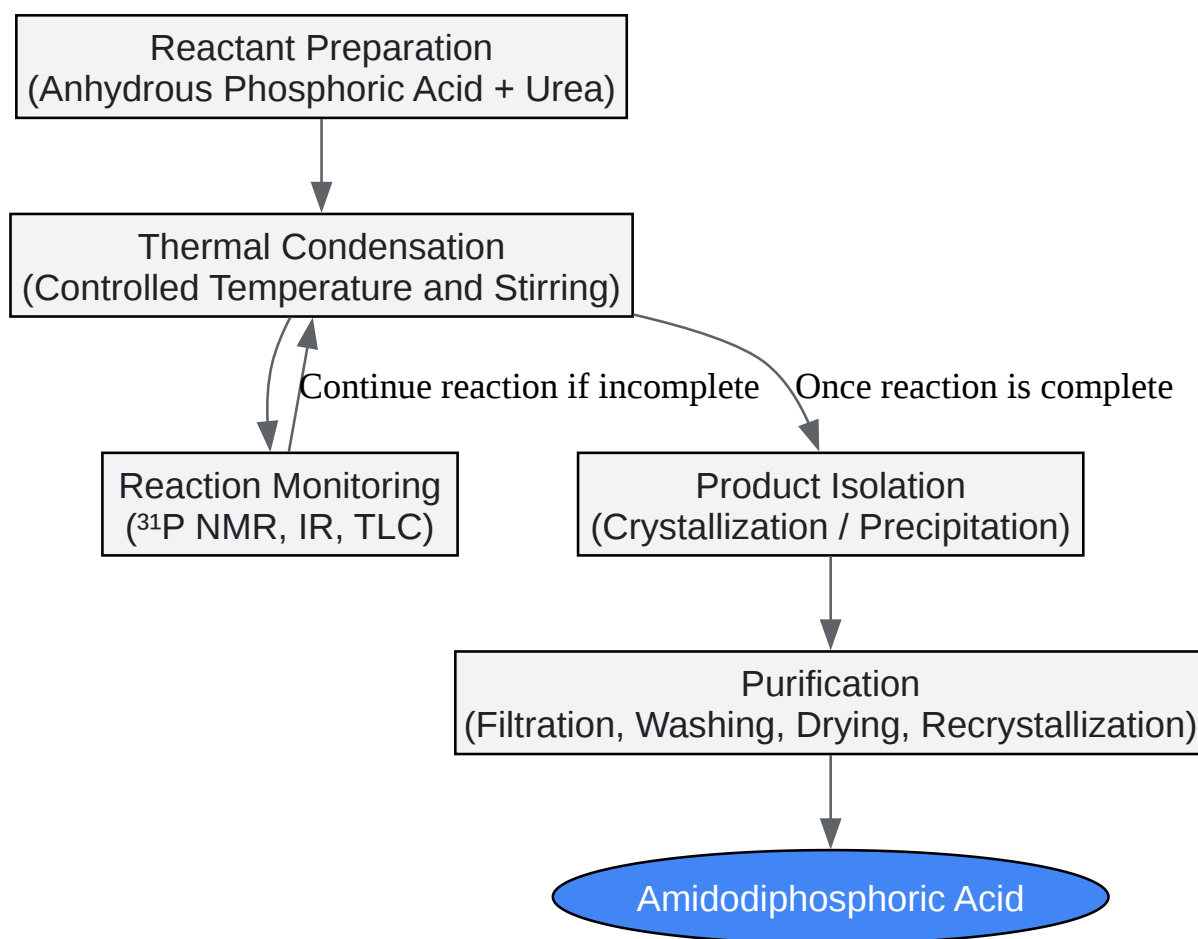 Reactant Preparation
(Anhydrous Phosphoric Acid + Urea)
Thermal Condensation
(Controlled Temperature and Stirring)
Continue reaction if incomplete
Once reaction is complete
Reaction Monitoring
(³¹P NMR, IR, TLC)
Product Isolation
(Crystallization / Precipitation)
Purification
(Filtration, Washing, Drying, Recrystallization)
Amidodiphosphoric Acid